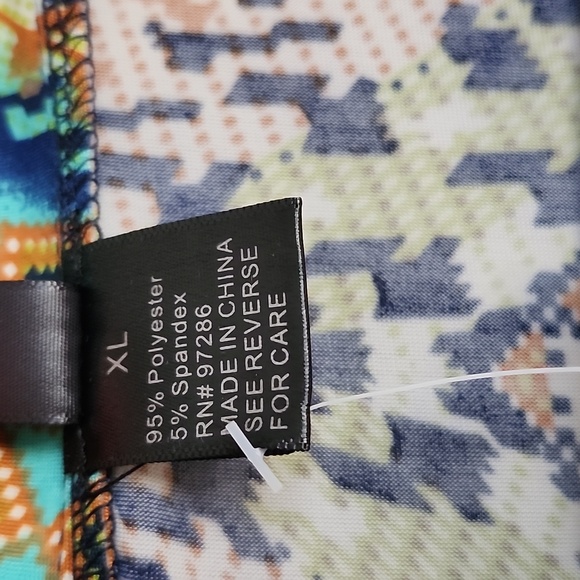 XL
95% Polyester
5% Spandex
RN# 97286
MADE IN CHINA
SEE REVERSE
FOR CARE